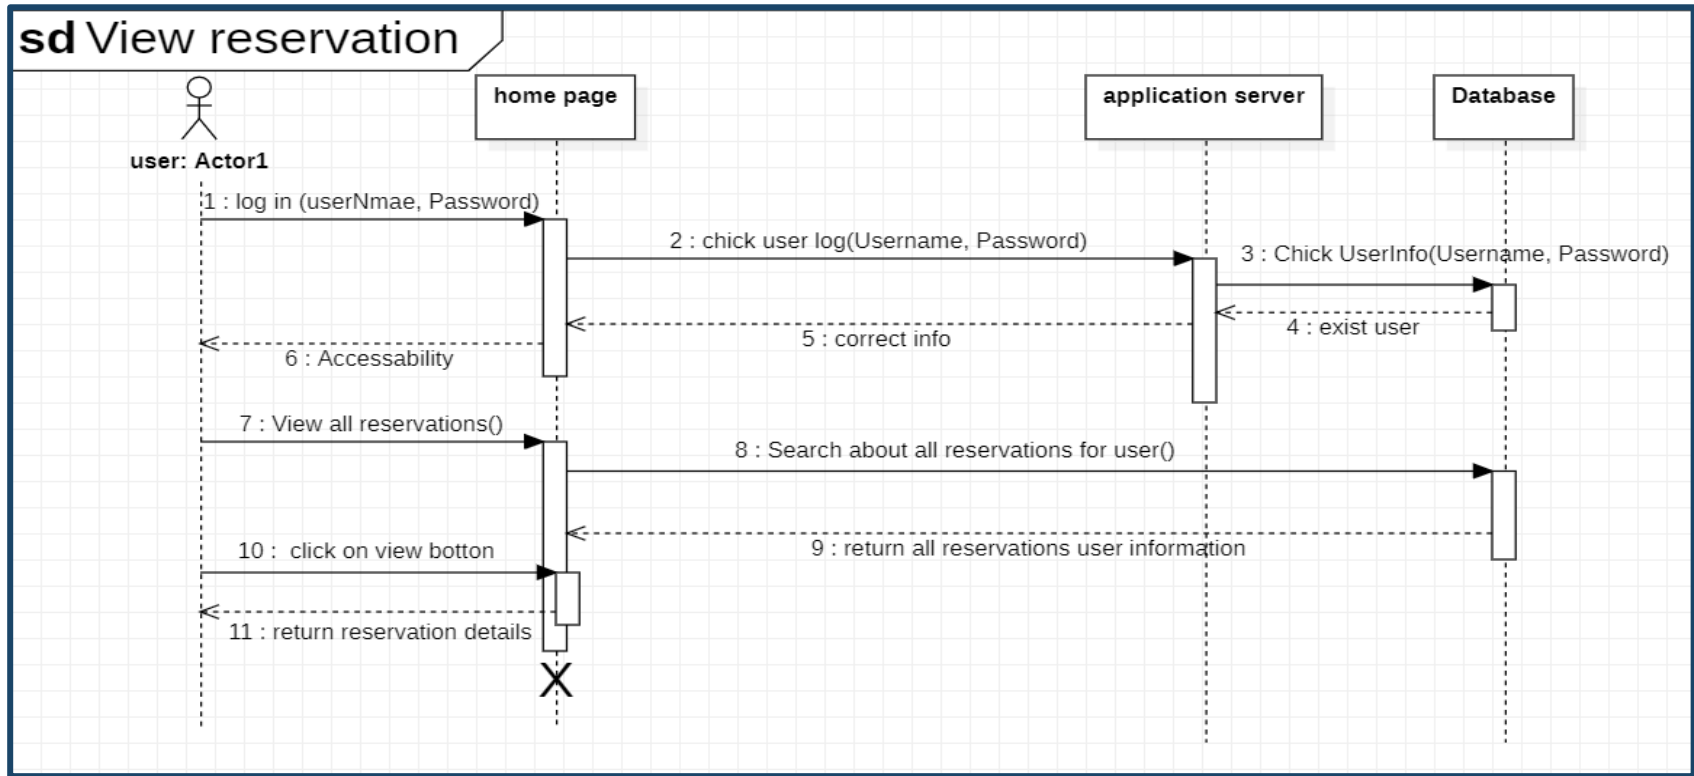 sd View reservation
home page
application server
Database
user: Actor1
1 : log in (userNmae, Password)
2 : chick user log(Username, Password)
3 : Chick UserInfo(Username, Password)
4 : exist user
5 : correct info
6 : Accessability
7 : View all reservations()
8 : Search about all reservations for user()
9 : return all reservations user information
10 : click on view botton
11 : return reservation details